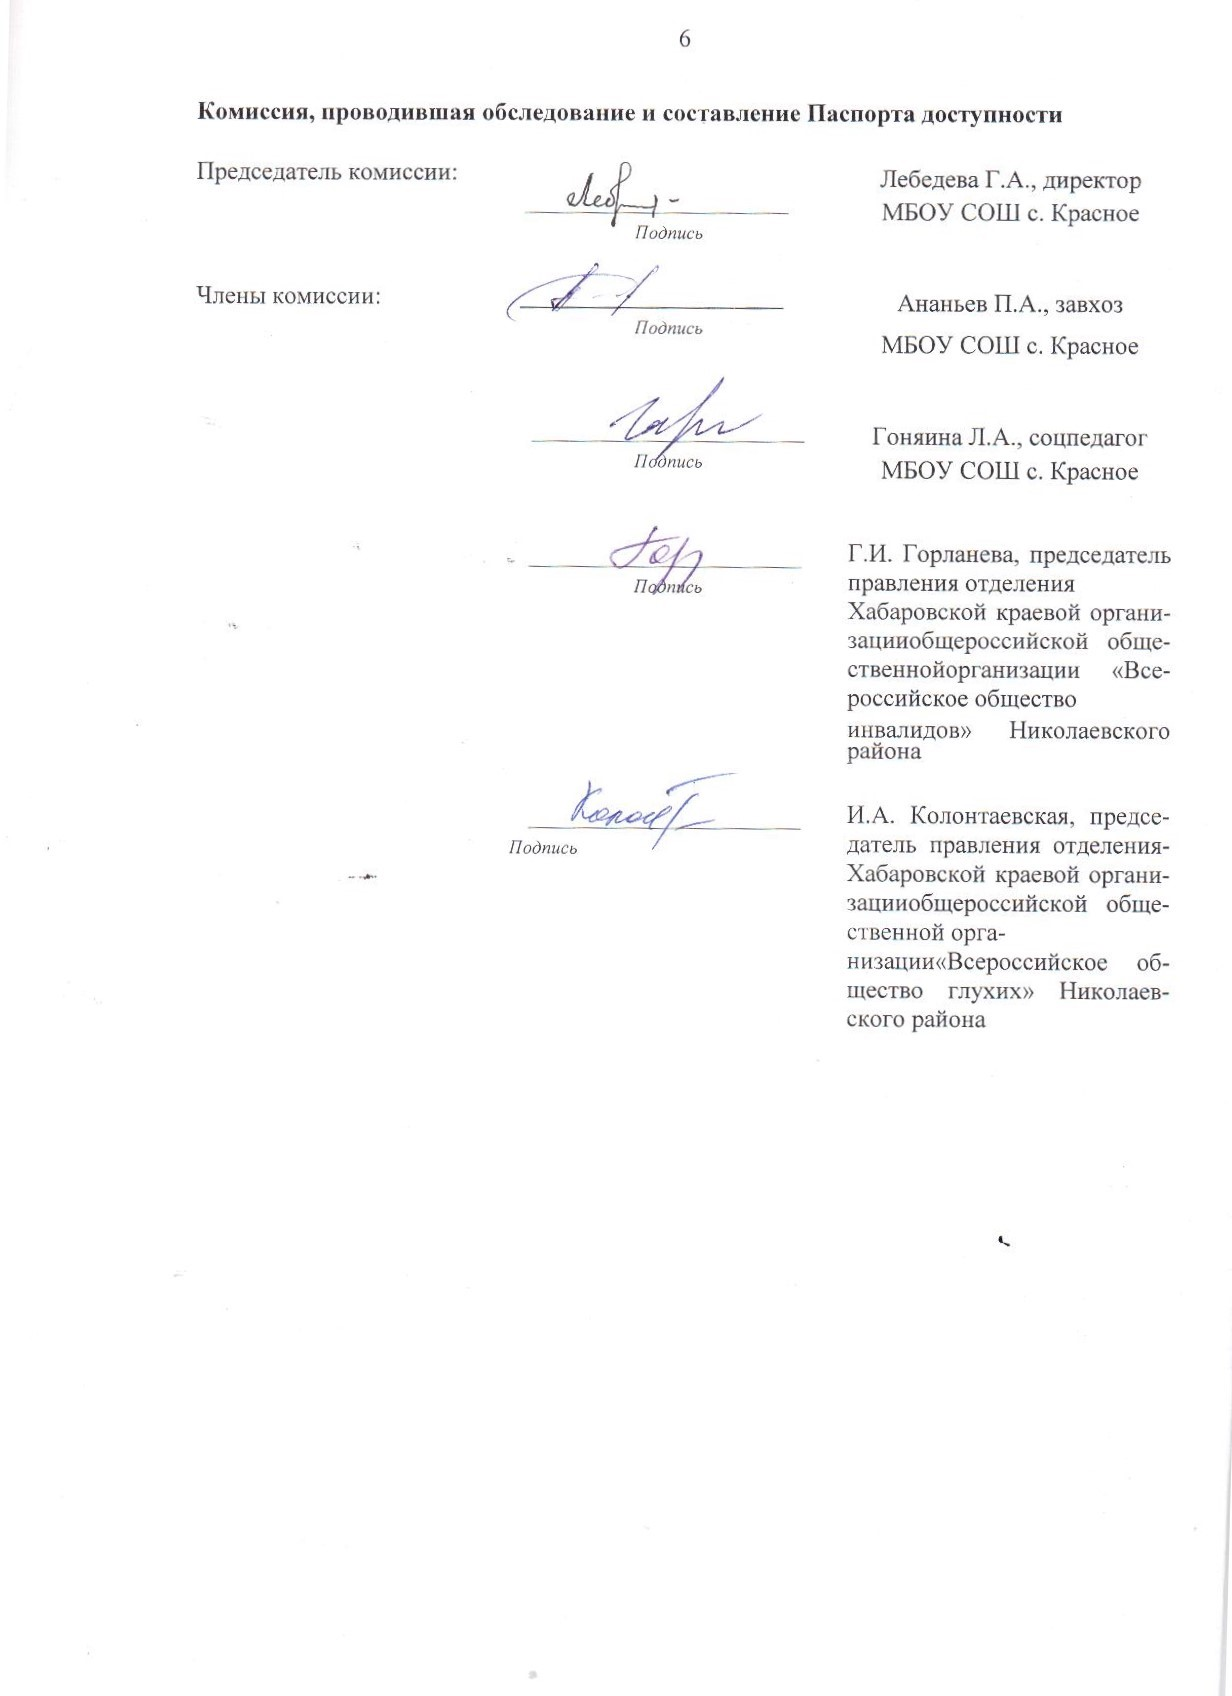 6
Комиссия, проводившая обследование и составление Паспорта доступности
Председатель комиссии:
Лебедева Г.А., директор
МБОУ СОШ с. Красное
Подпись
Члены комиссии:
Ананьев П.А., завхоз
МБОУ СОШ с. Красное
Подпись
Гоняина Л.А., соцпедагог
МБОУ СОШ с. Красное
Подпись
Г.И. Горланева, председатель
правления отделения
Хабаровской краевой органи-
зацииобщероссийской обще-
ственнойорганизации «Все-
российское общество
инвалидов» Николаевского
района
Подпись
И.А. Колонтаевская, предсе-
датель правления отделения-
Хабаровской краевой органи-
зацииобщероссийской обще-
ственной орга-
низации«Всероссийское об-
щество глухих» Николаев-
ского района
Подпись